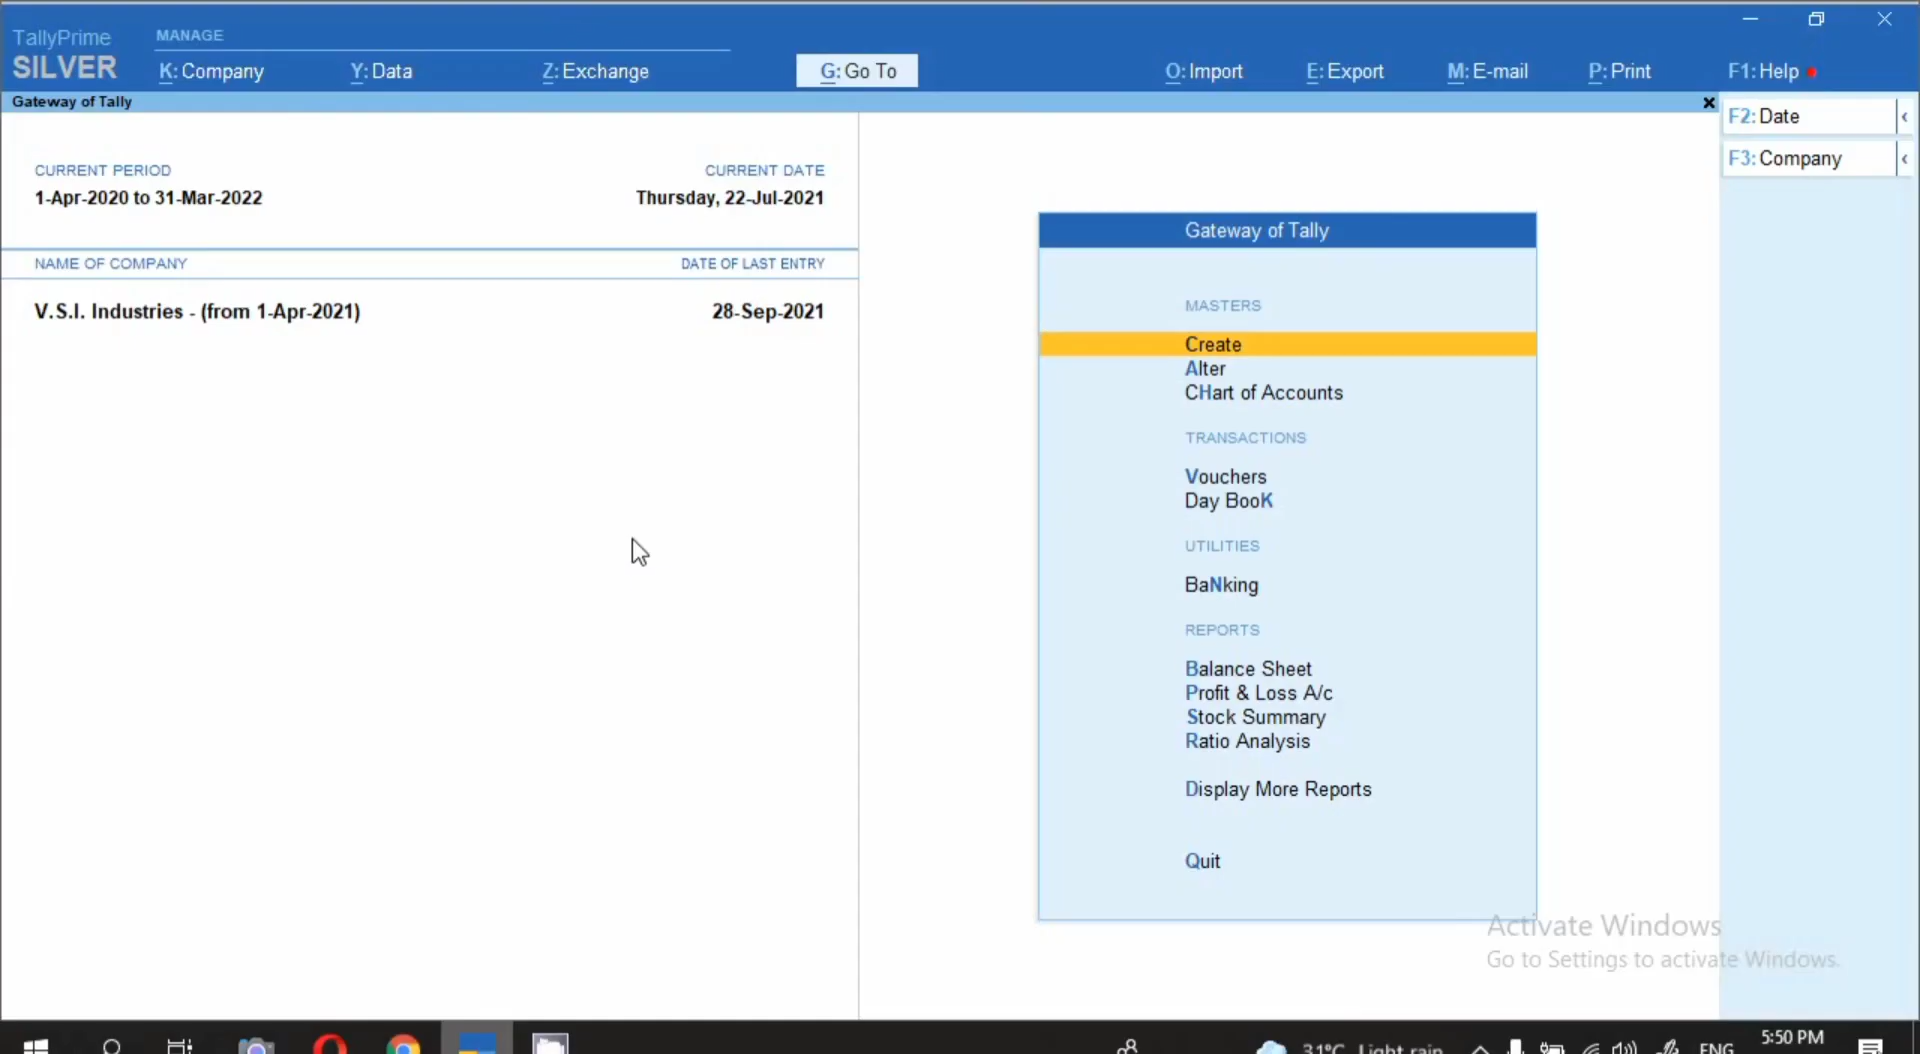 TallyPrime
SILVER
MANAGE
K: Company
Y: Data
Z: Exchange
G: Go To
O: Import
E: Export
M: E-mail
P: Print
F1: Help
Gateway of Tally
F2: Date
F3: Company
CURRENT PERIOD
CURRENT DATE
1-Apr-2020 to 31-Mar-2022
Thursday, 22-Jul-2021
NAME OF COMPANY
DATE OF LAST ENTRY
V.S.I. Industries - (from 1-Apr-2021)
28-Sep-2021
Gateway of Tally
MASTERS
Create
Alter
CHart of Accounts
TRANSACTIONS
Vouchers
Day BooK
UTILITIES
BaNking
REPORTS
Balance Sheet
Profit & Loss A/c
Stock Summary
Ratio Analysis
Display More Reports
Quit
Activate Windows
Go to Settings to activate Windows.
31°C Light rain
ENG
5:50 PM